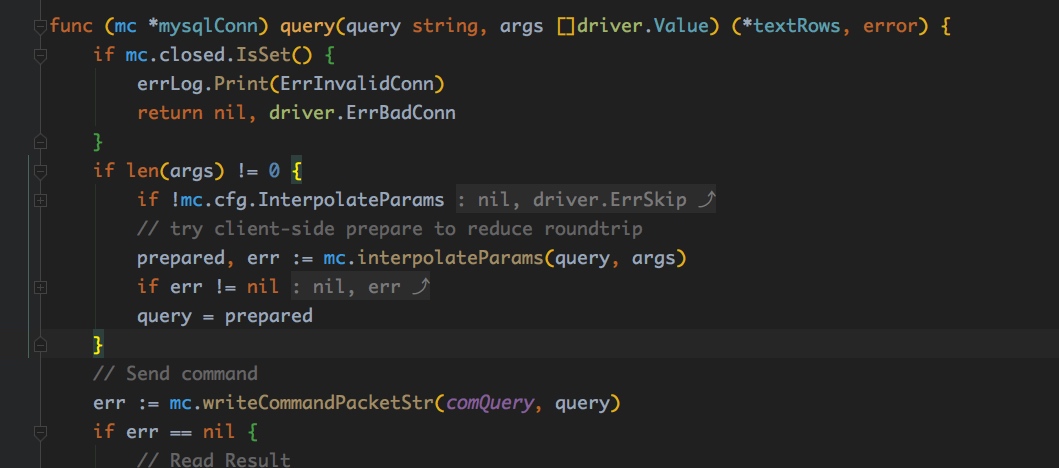 func (mc *mysqlConn) query(query string, args []driver.Value) (*textRows, error) {
if mc.closed.IsSet() {
errLog.Print(ErrInvalidConn)
return nil, driver.ErrBadConn
}
if len(args) != 0 {
if !mc.cfg.InterpolateParams : nil, driver.ErrSkip ⤴
// try client-side prepare to reduce roundtrip
prepared, err := mc.interpolateParams(query, args)
if err != nil : nil, err ⤴
query = prepared
}
// Send command
err := mc.writeCommandPacketStr(comQuery, query)
if err == nil {
// Read Result